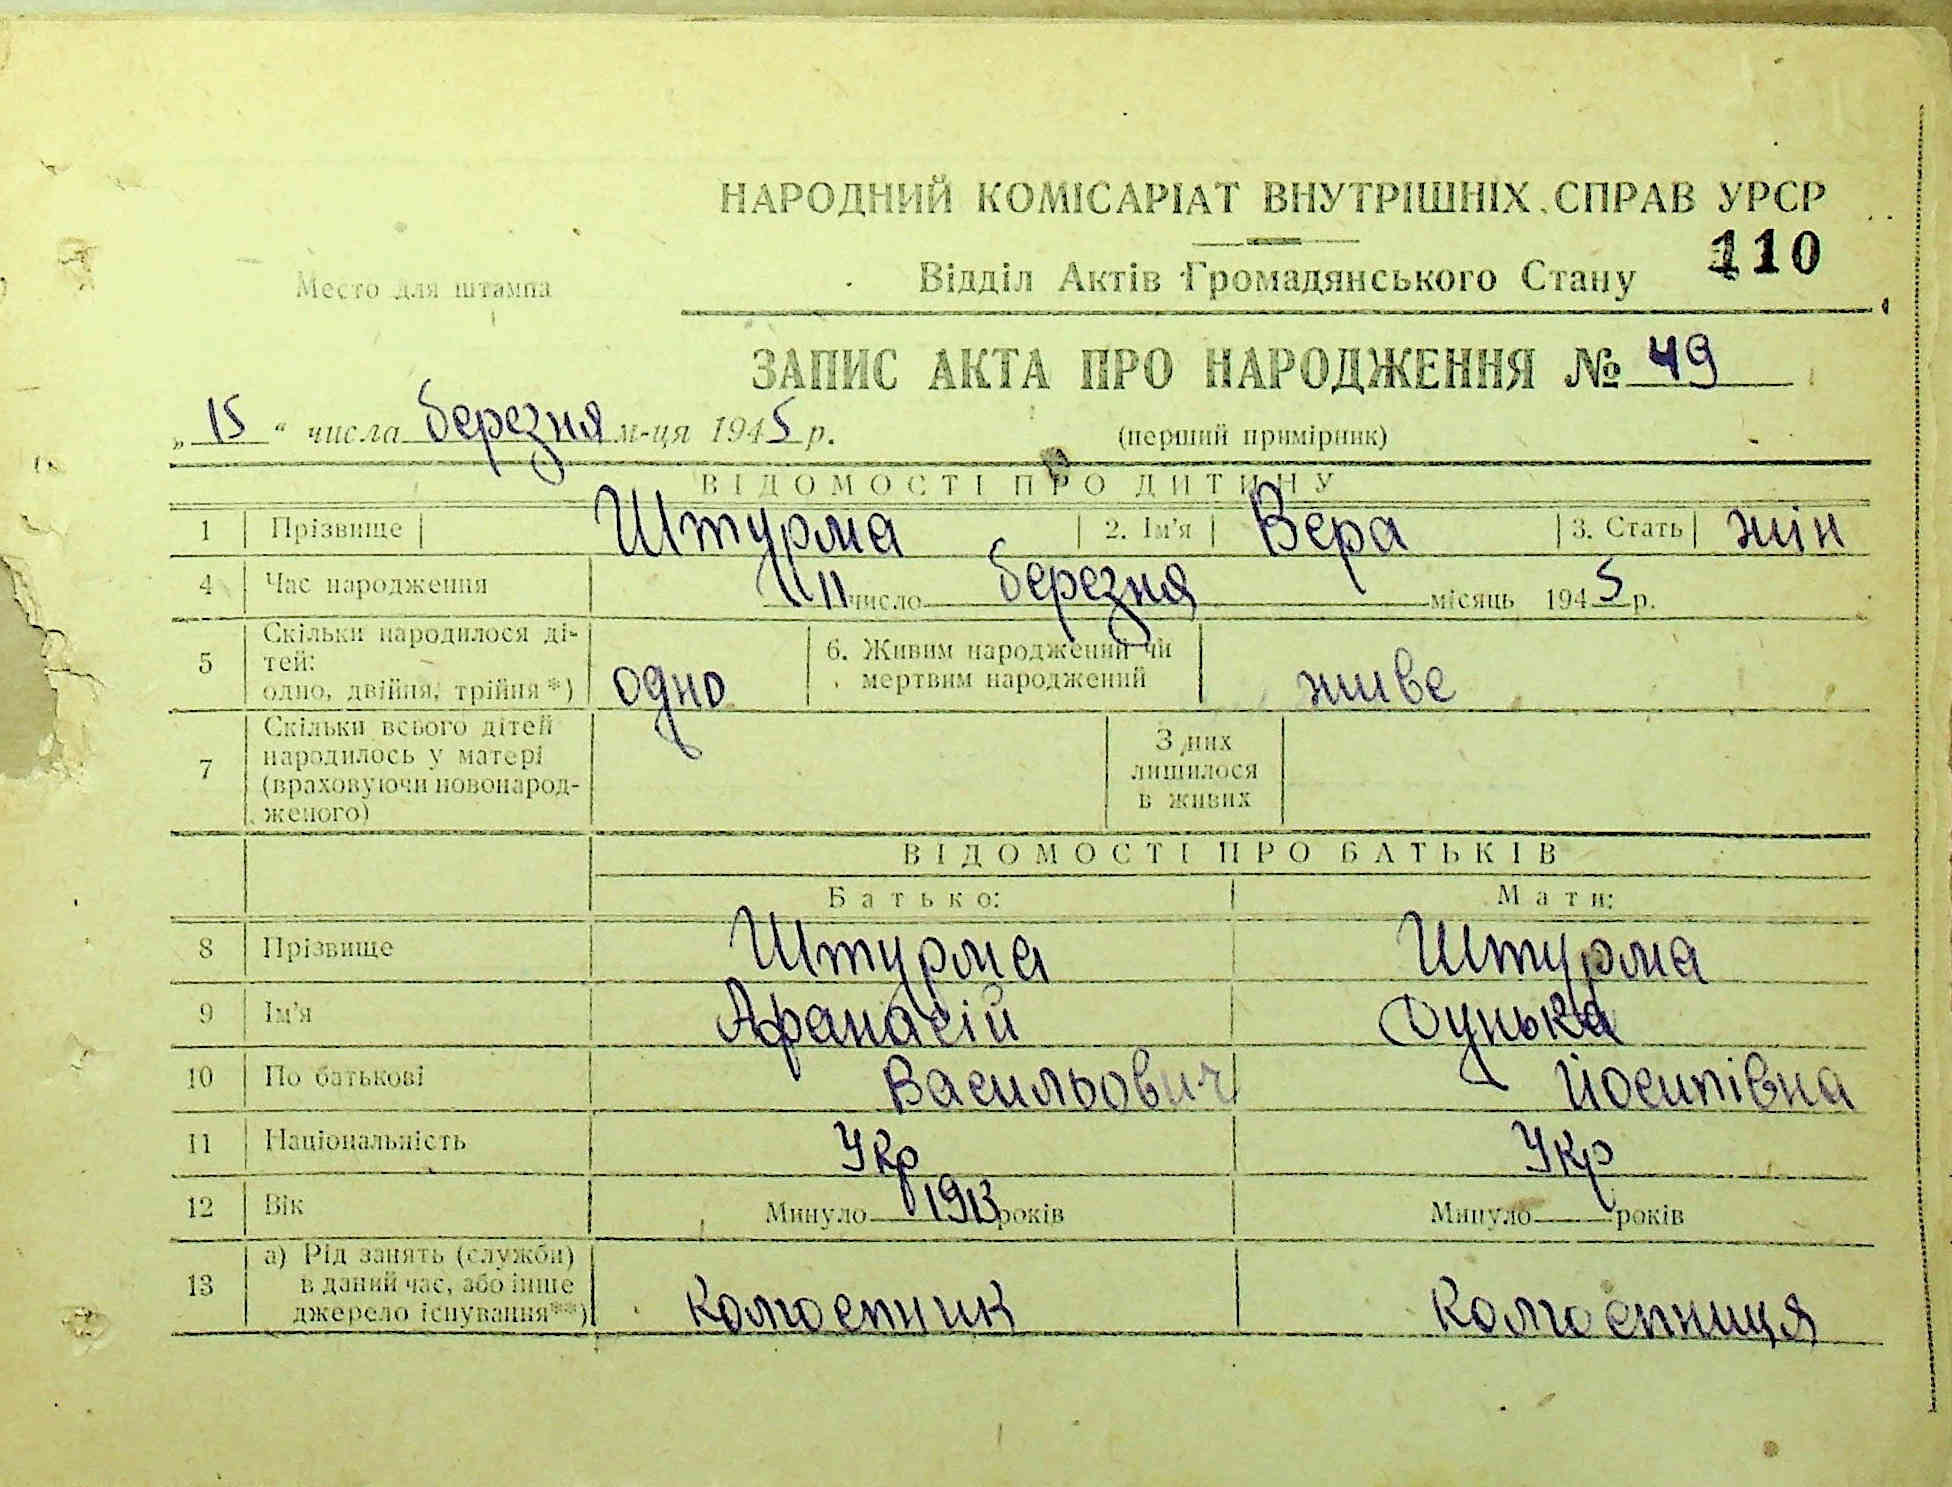 НАРОДНИЙ КОМІСАРІАТ ВНУТРІШНІХ СПРАВ УРСР
110
Место для штампа
Відділ Актів Громадянського Стану
ЗАПИС АКТА ПРО НАРОДЖЕННЯ № 49
„15“ числа березня м-ця 1945 р.
(перший примірник)
ВІДОМОСТІ ПРО ДИТИНУ
1 Прізвище Штурма 2. Ім'я Вера 3. Стать жін
4 Час народження 11 число березня місяць 1945 р.
5 Скільки народилося ді-
тей:
одно, двійня, трійня*) одно
6. Живим народжений чи
мертвим народжений живе
7 Скільки всього дітей
народилось у матері
(враховуючи новонарод-
женого)
З них
лишилося
в живих
ВІДОМОСТІ ПРО БАТЬКІВ
Батько: Мати:
8 Прізвище Штурма Штурма
9 Ім'я Афанасій Дунька
10 По батькові Васильович Йосипівна
11 Національність Укр Укр
12 Вік Минуло 1913 років Минуло років
13 а) Рід занять (служби)
в даний час, або інше
джерело існування**) колгоспник колгоспниця